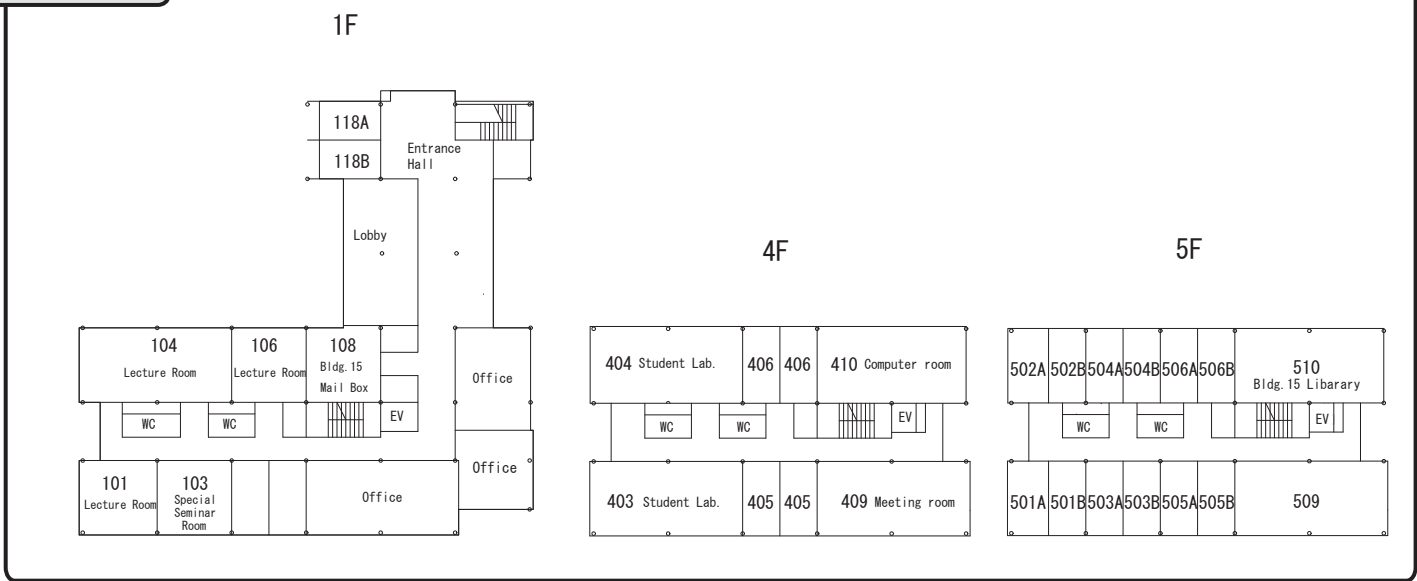 1F
118A
118B
Entrance
Hall
Lobby
104
Lecture Room
106
Lecture Room
108
Bldg.15
Mail Box
Office
WC
WC
EV
Office
101
Lecture Room
103
Special
Seminar
Room
Office
4F
404 Student Lab.
406
406
410 Computer room
WC
WC
EV
403 Student Lab.
405
405
409 Meeting room
5F
502A
502B
504A
504B
506A
506B
510
Bldg.15 Libarary
WC
WC
EV
501A
501B
503A
503B
505A
505B
509